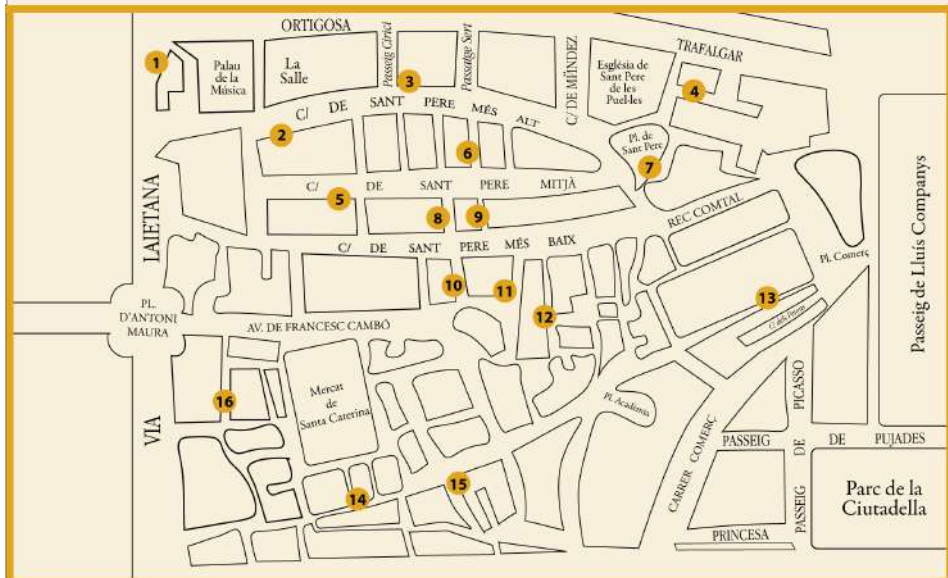 ORTIGOSA
Passeig Cirici
Passatge Sert
TRAFALGAR
1
Palau
de la
Música
La
Salle
3
C/ DE MÚNDEZ
Església de
Sant Pere
de les
Puel·les
4
C/ DE SANT PERE MÉS ALT
2
6
Pl. de
Sant Pere
7
C/ DE SANT PERE MITJÀ
5
8
9
REC COMTAL
Passeig de Lluís Companys
VIA LAIETANA
C/ DE SANT PERE MÉS BAIX
Pl. Comerç
10
11
12
13
PL.
D'ANTONI
MAURA
AV. DE FRANCESC CAMBÓ
16
Mercat
de
Santa Caterina
Pl. Acadèmia
CARRER COMERÇ
PASSEIG DE PICASSO
PASSEIG DE PUJADES
14
15
Parc de la
Ciutadella
PRINCESA